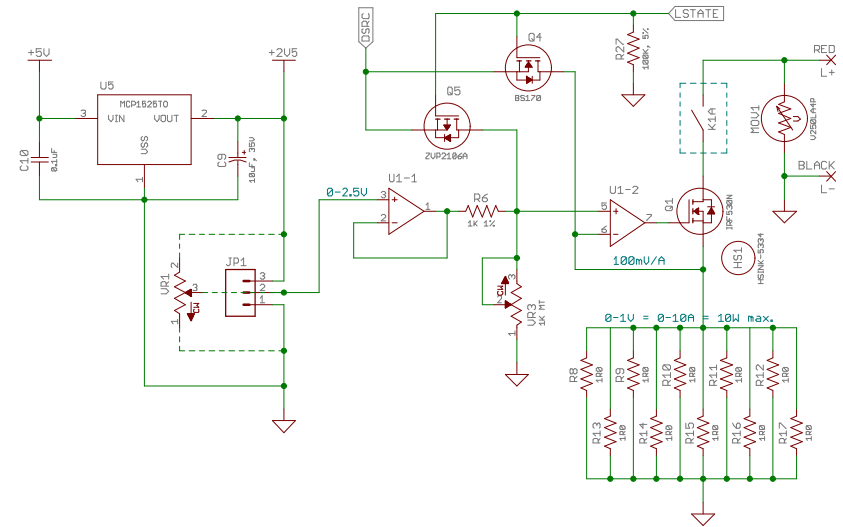 DSRC
LSTATE
Q4
BS170
R27
100K, 5%
+5V
+2V5
U5
MCP1525TO
3
VIN
VOUT
2
VSS
1
C10
0.1uF
C9
10uF, 35V
Q5
ZVP2106A
RED
L+
K1A
MOV1
V250LA4P
BLACK
L-
0-2.5V
U1-1
3
2
1
R6
1K 1%
U1-2
5
6
7
Q1
IRF530N
HS1
HSINK-5334
100mV/A
VR1
2
3
1
CW
JP1
3
2
1
CW
3
2
1
VR3
1K MT
0-1V = 0-10A = 10W max.
R8
1R0
R9
1R0
R10
1R0
R11
1R0
R12
1R0
R13
1R0
R14
1R0
R15
1R0
R16
1R0
R17
1R0